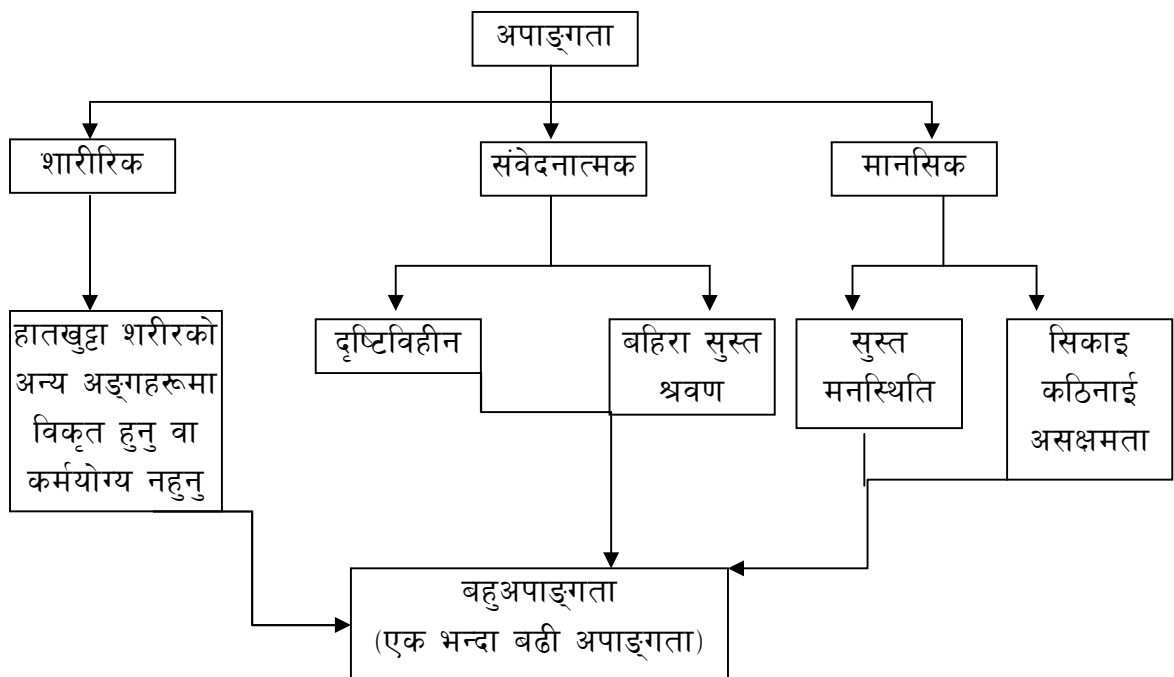 अपाङ्गता
शारीरिक
संवेदनात्मक
मानसिक
हातखुट्टा शरीरको
अन्य अङ्गहरूमा
विकृत हुनु वा
कर्मयोग्य नहुनु
दृष्टिविहीन
बहिरा सुस्त
श्रवण
सुस्त
मनस्थिति
सिकाइ
कठिनाई
असक्षमता
बहुअपाङ्गता
(एक भन्दा बढी अपाङ्गता)